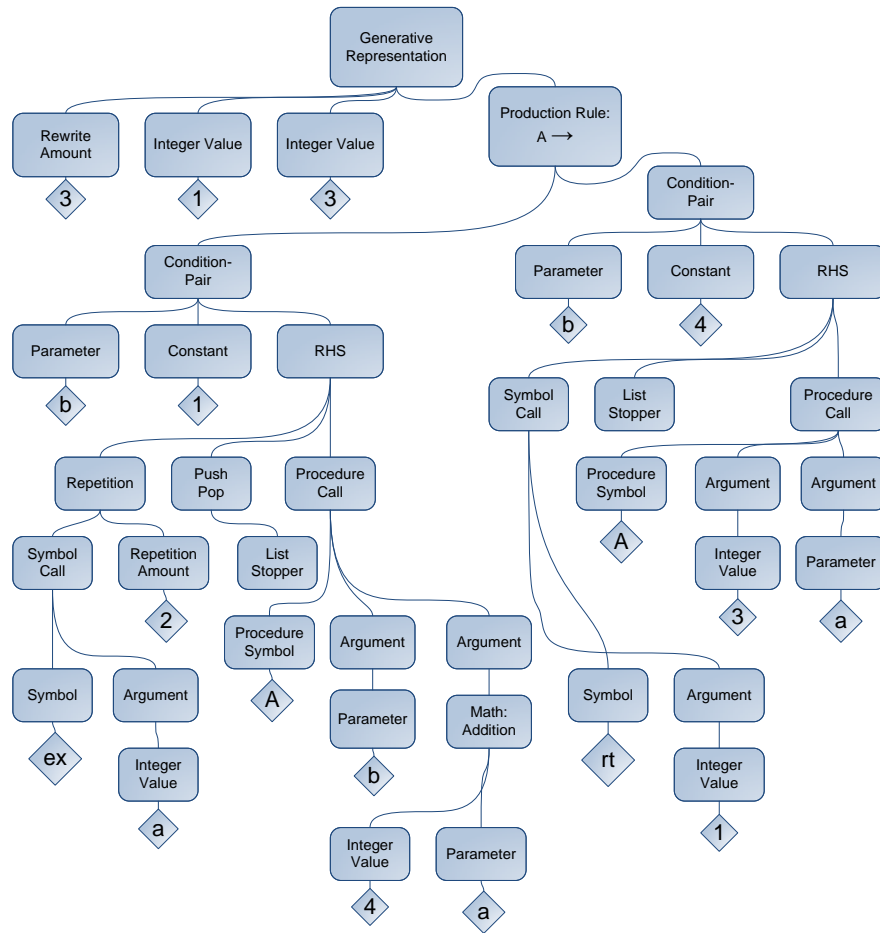 Generative
Representation
Rewrite
Amount
3
Integer Value
1
Integer Value
3
Production Rule:
A →
Condition-
Pair
Parameter
b
Constant
1
RHS
Repetition
Symbol
Call
Symbol
ex
Argument
Integer
Value
a
Repetition
Amount
2
Push
Pop
List
Stopper
Procedure
Call
Procedure
Symbol
A
Argument
Parameter
b
Argument
Math:
Addition
Integer
Value
4
Parameter
a
Condition-
Pair
Parameter
b
Constant
4
RHS
Symbol
Call
Symbol
rt
Argument
Integer
Value
1
List
Stopper
Procedure
Call
Procedure
Symbol
A
Argument
Integer
Value
3
Argument
Parameter
a